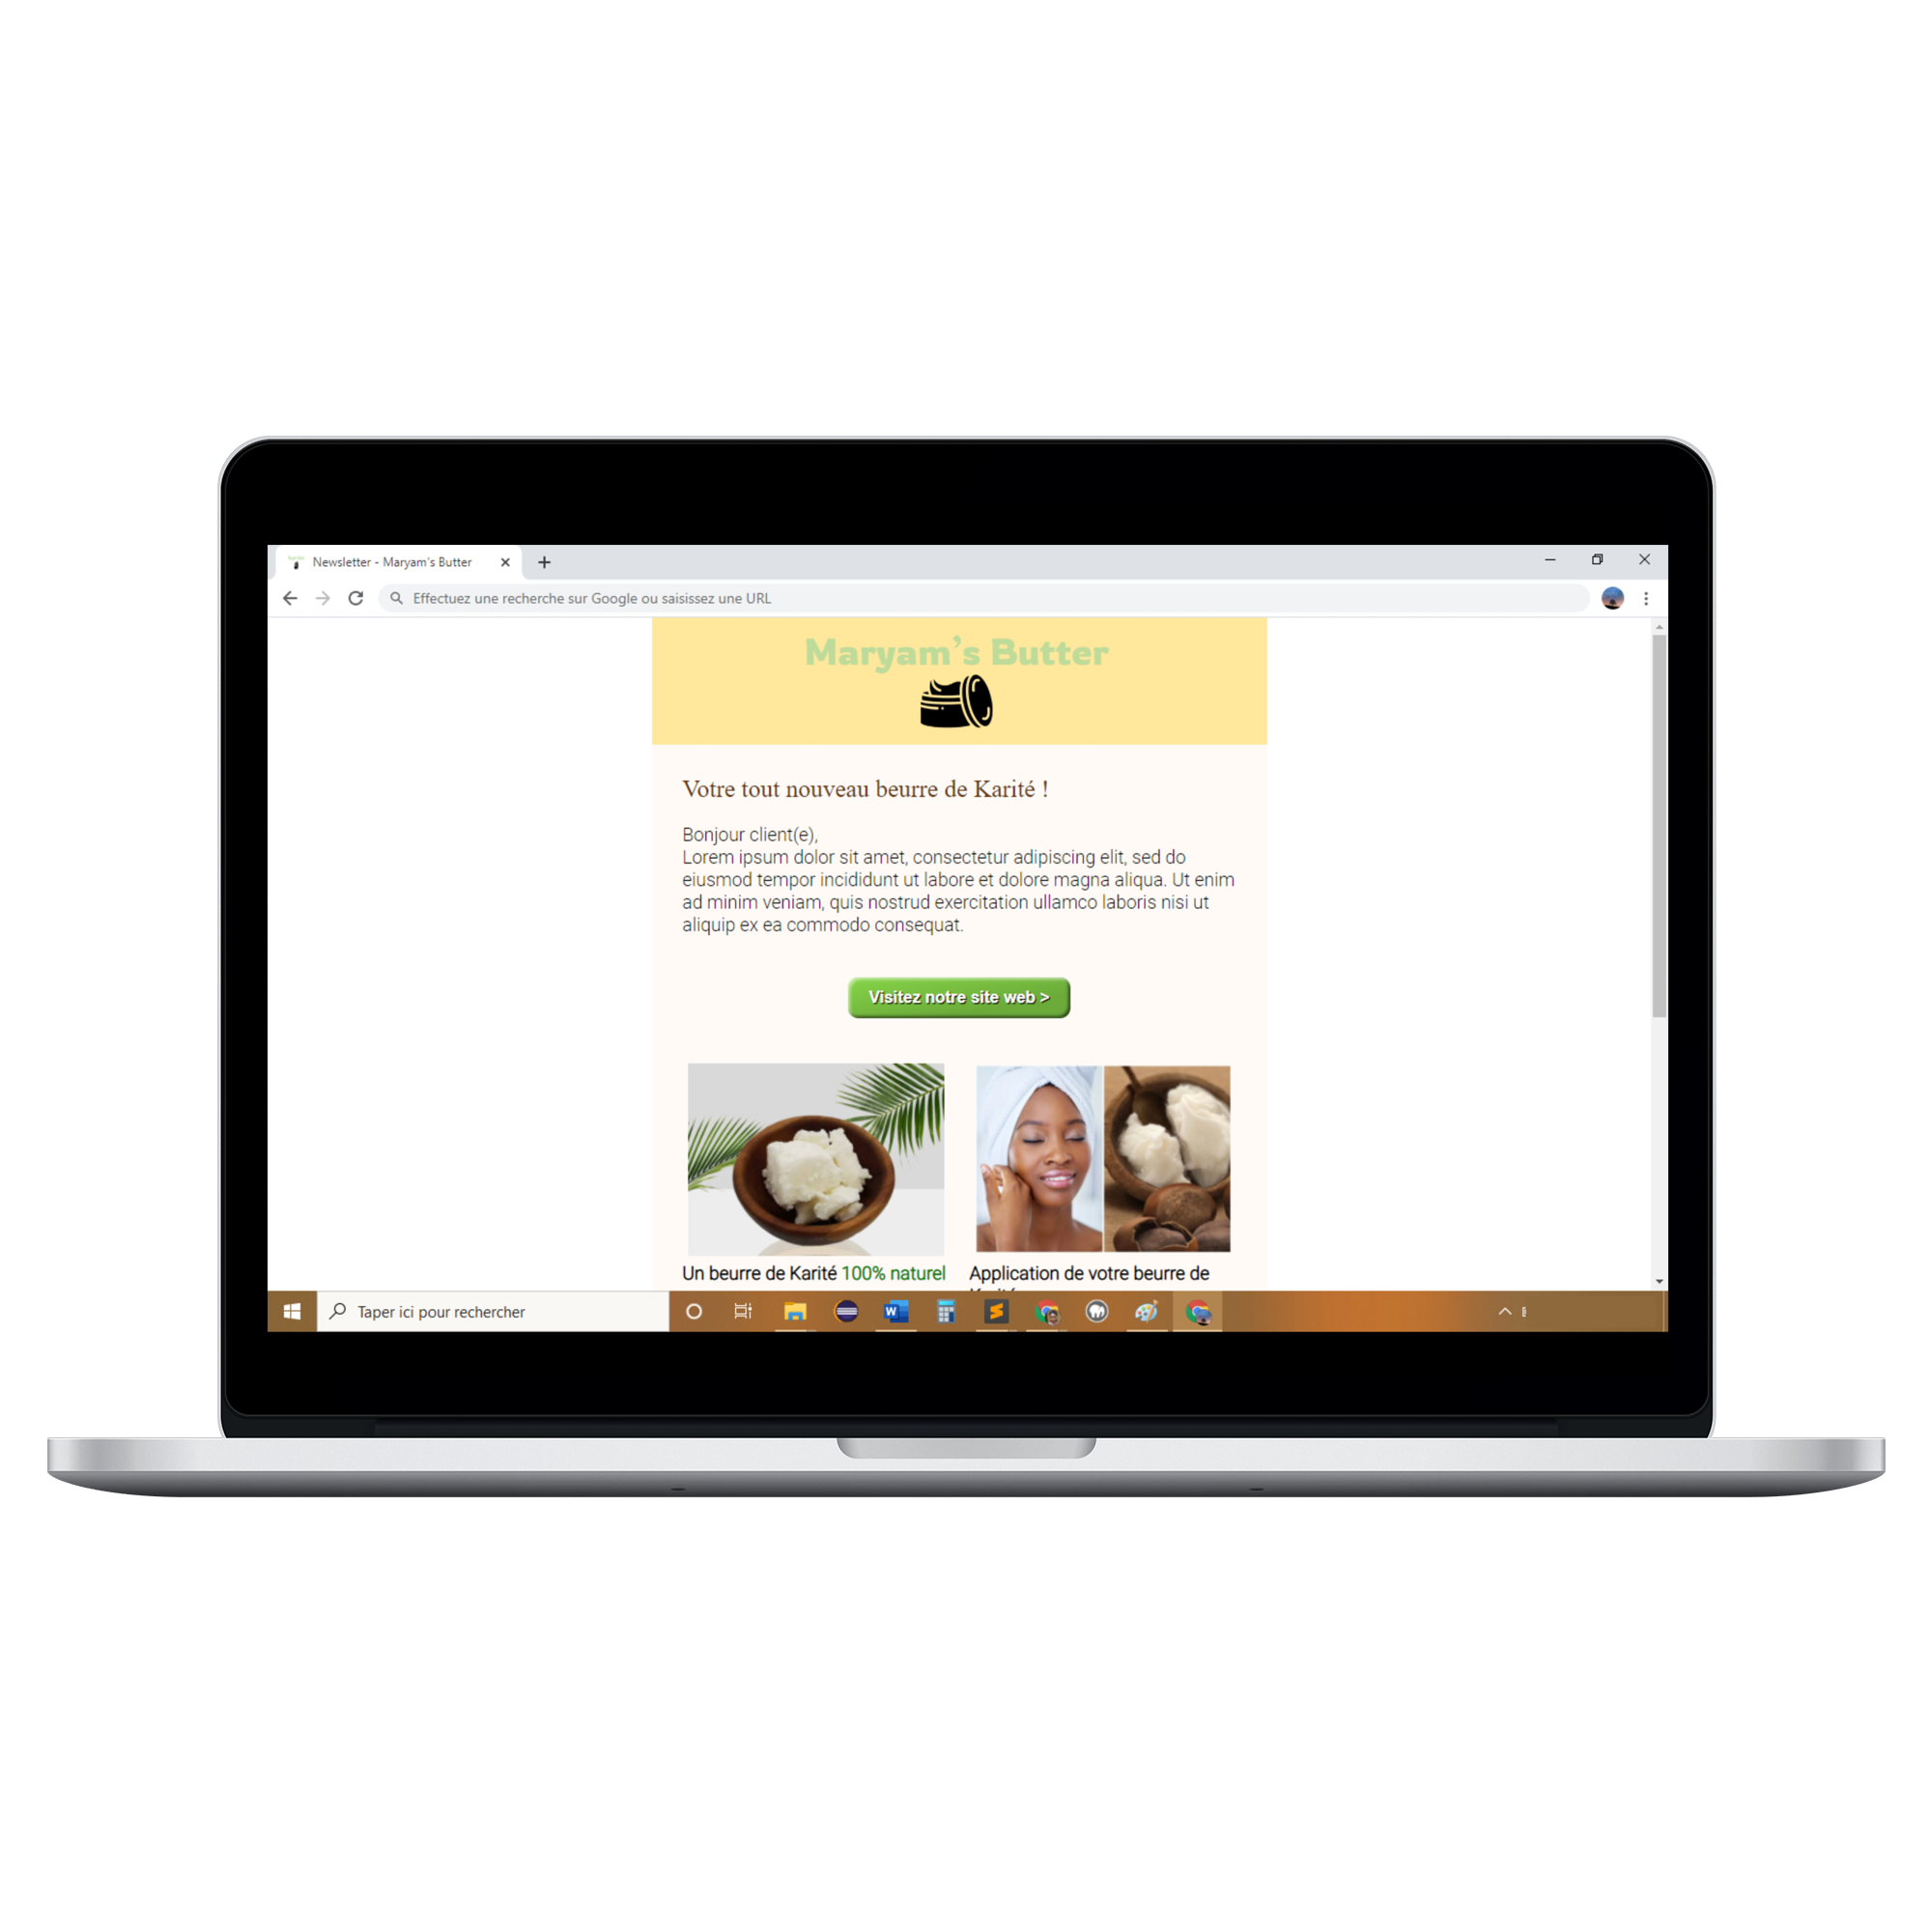 Newsletter - Maryam's Butter
Effectuez une recherche sur Google ou saisissez une URL
Maryam's Butter
Votre tout nouveau beurre de Karité !
Bonjour client(e),
Lorem ipsum dolor sit amet, consectetur adipiscing elit, sed do
eiusmod tempor incididunt ut labore et dolore magna aliqua. Ut enim
ad minim veniam, quis nostrud exercitation ullamco laboris nisi ut
aliquip ex ea commodo consequat.
Visitez notre site web >
Un beurre de Karité 100% naturel
Application de votre beurre de
Taper ici pour rechercher